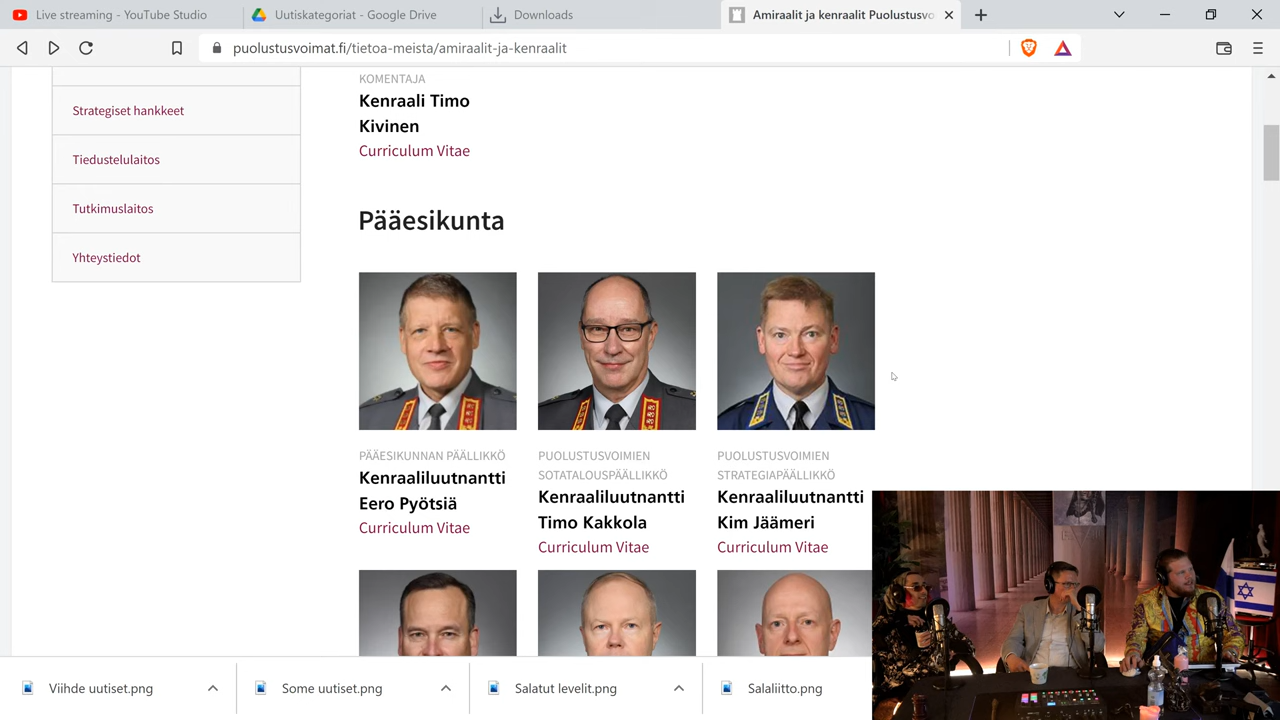 Live streaming - YouTube Studio
Uutiskategoriat - Google Drive
Downloads
Amiraalit ja kenraalit Puolustusvo
puolustusvoimat.fi/tietoa-meista/amiraalit-ja-kenraalit
Strategiset hankkeet
Tiedustelulaitos
Tutkimuslaitos
Yhteystiedot
KOMENTAJA
Kenraali Timo
Kivinen
Curriculum Vitae
Pääesikunta
PÄÄESIKUNNAN PÄÄLLIKKÖ
Kenraaliluutnantti
Eero Pyötsiä
Curriculum Vitae
PUOLUSTUSVOIMIEN
SOTATALOUSPÄÄLLIKKÖ
Kenraaliluutnantti
Timo Kakkola
Curriculum Vitae
PUOLUSTUSVOIMIEN
STRATEGIAPÄÄLLIKKÖ
Kenraaliluutnantti
Kim Jäämeri
Curriculum Vitae
Viihde uutiset.png
Some uutiset.png
Salatut levelit.png
Salaliitto.png